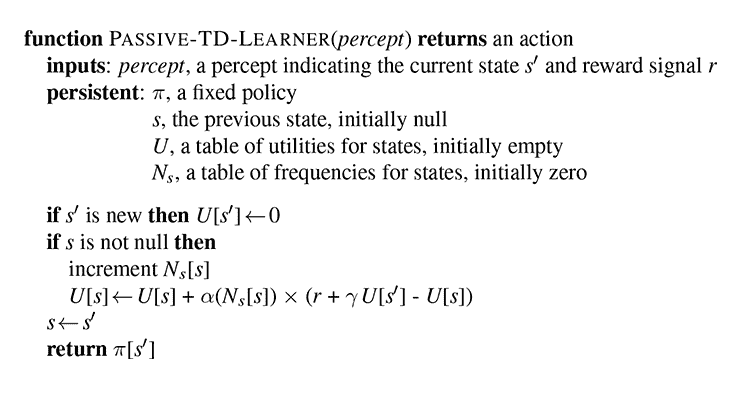 function PASSIVE-TD-LEARNER(percept) returns an action
inputs: percept, a percept indicating the current state s′ and reward signal r
persistent: π, a fixed policy
s, the previous state, initially null
U, a table of utilities for states, initially empty
Nₛ, a table of frequencies for states, initially zero
if s′ is new then U[s′]←0
if s is not null then
increment Nₛ[s]
U[s]← U[s] + α(Nₛ[s]) × (r + γ U[s′] - U[s])
s←s′
return π[s′]